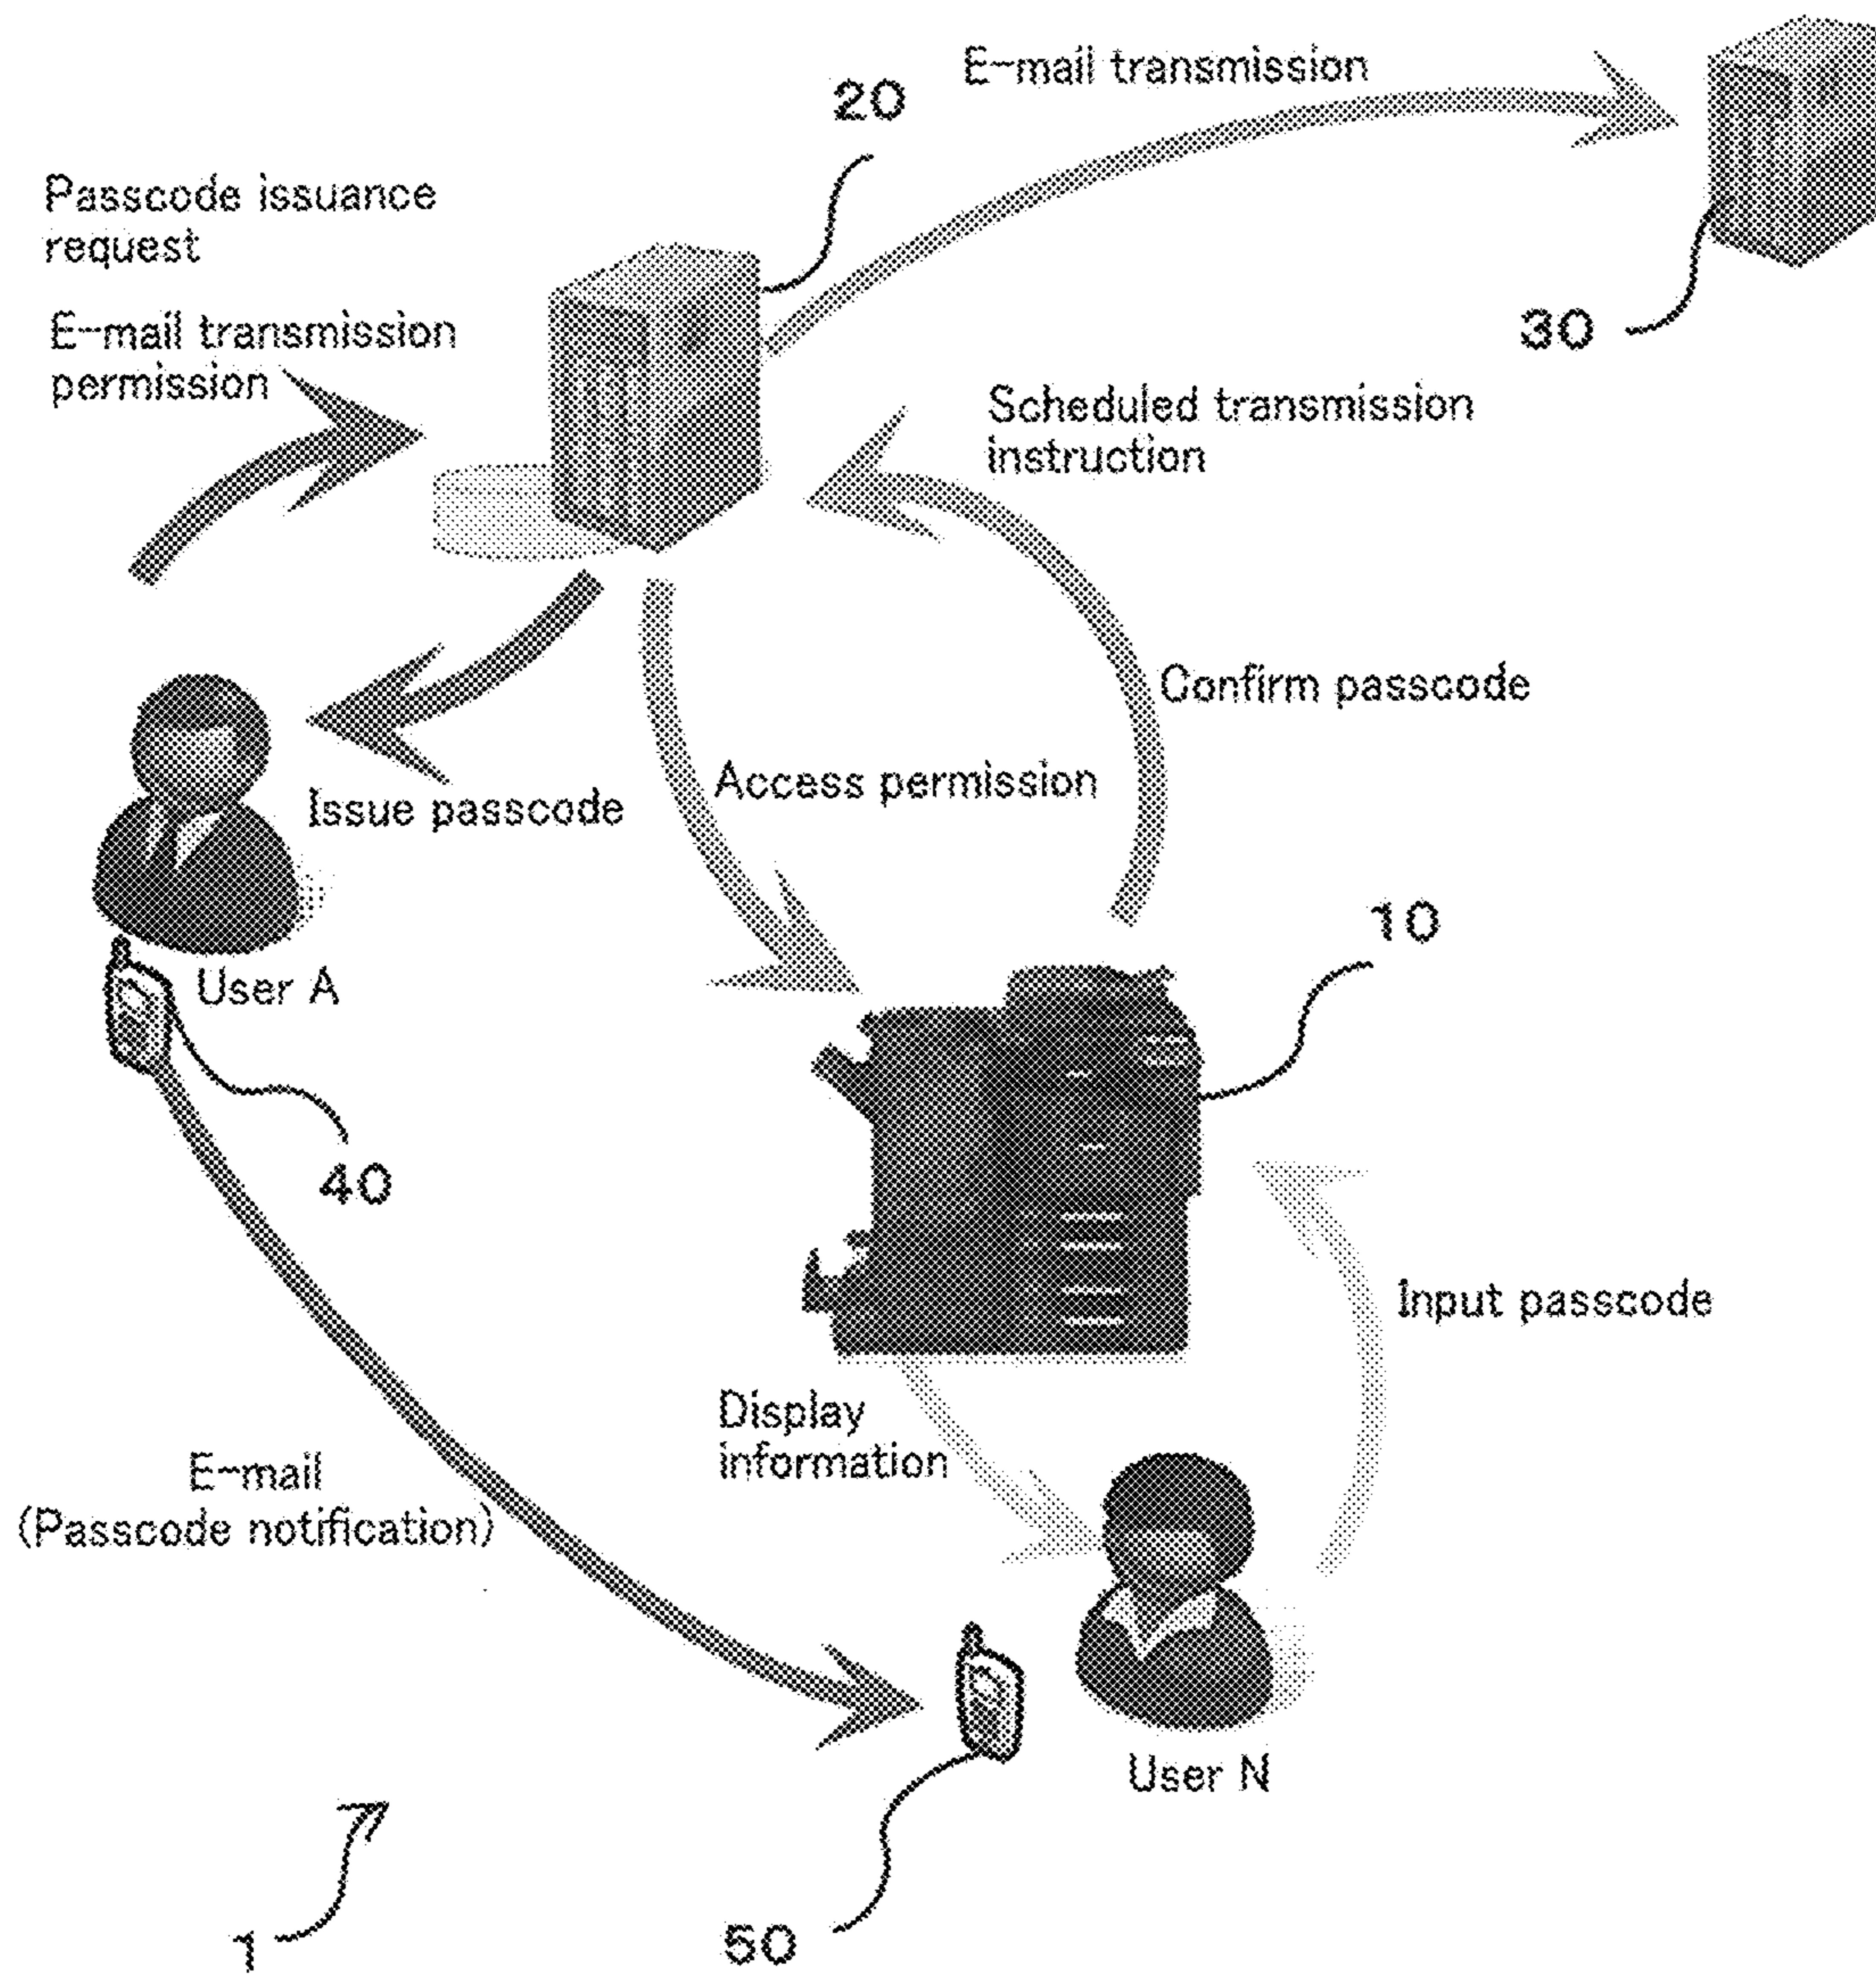 E-mail transmission
20
Passcode issuance
request
E-mail transmission
permission
30
Scheduled transmission
instruction
Confirm passcode
Access permission
Issue passcode
10
User A
40
Input passcode
Display
information
E-mail
(Passcode notification)
User N
1
50